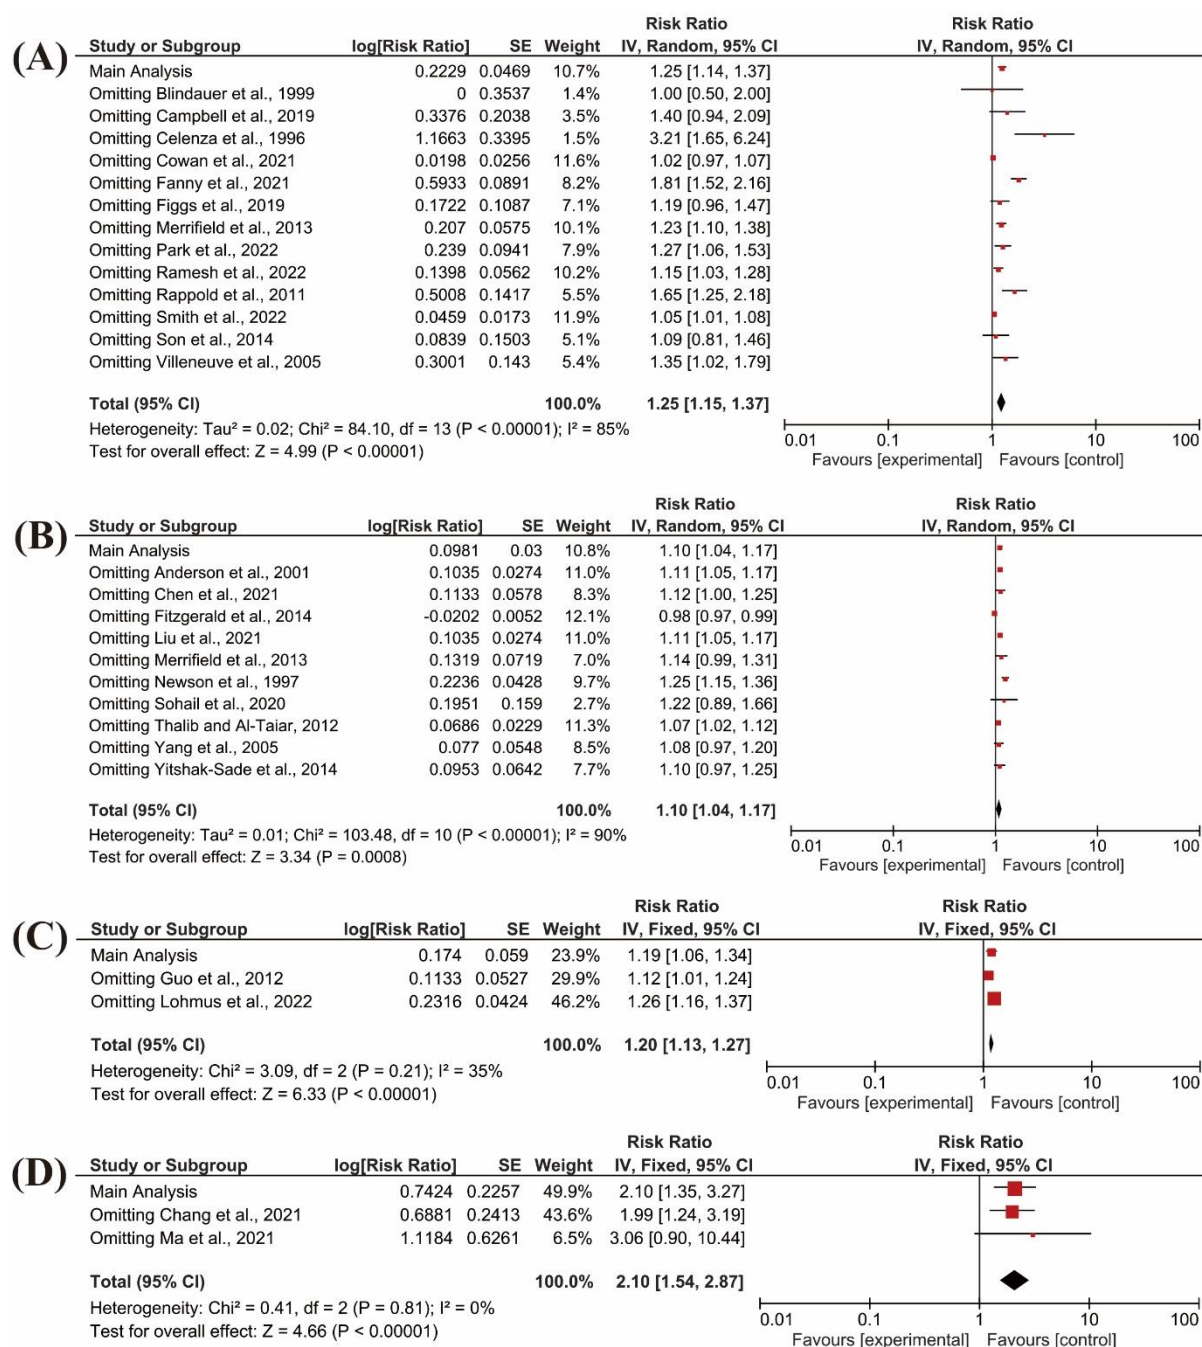 (A)
Risk Ratio Risk Ratio
Study or Subgroup log[Risk Ratio] SE Weight IV, Random, 95% CI IV, Random, 95% CI
Main Analysis 0.2229 0.0469 10.7% 1.25 [1.14, 1.37]
Omitting Blindauer et al., 1999 0 0.3537 1.4% 1.00 [0.50, 2.00]
Omitting Campbell et al., 2019 0.3376 0.2038 3.5% 1.40 [0.94, 2.09]
Omitting Celenza et al., 1996 1.1663 0.3395 1.5% 3.21 [1.65, 6.24]
Omitting Cowan et al., 2021 0.0198 0.0256 11.6% 1.02 [0.97, 1.07]
Omitting Fanny et al., 2021 0.5933 0.0891 8.2% 1.81 [1.52, 2.16]
Omitting Figgs et al., 2019 0.1722 0.1087 7.1% 1.19 [0.96, 1.47]
Omitting Merrifield et al., 2013 0.207 0.0575 10.1% 1.23 [1.10, 1.38]
Omitting Park et al., 2022 0.239 0.0941 7.9% 1.27 [1.06, 1.53]
Omitting Ramesh et al., 2022 0.1398 0.0562 10.2% 1.15 [1.03, 1.28]
Omitting Rappold et al., 2011 0.5008 0.1417 5.5% 1.65 [1.25, 2.18]
Omitting Smith et al., 2022 0.0459 0.0173 11.9% 1.05 [1.01, 1.08]
Omitting Son et al., 2014 0.0839 0.1503 5.1% 1.09 [0.81, 1.46]
Omitting Villeneuve et al., 2005 0.3001 0.143 5.4% 1.35 [1.02, 1.79]
Total (95% CI) 100.0% 1.25 [1.15, 1.37]
Heterogeneity: Tau² = 0.02; Chi² = 84.10, df = 13 (P < 0.00001); I² = 85%
Test for overall effect: Z = 4.99 (P < 0.00001)
0.01 0.1 1 10 100
Favours [experimental] Favours [control]
(B)
Risk Ratio Risk Ratio
Study or Subgroup log[Risk Ratio] SE Weight IV, Random, 95% CI IV, Random, 95% CI
Main Analysis 0.0981 0.03 10.8% 1.10 [1.04, 1.17]
Omitting Anderson et al., 2001 0.1035 0.0274 11.0% 1.11 [1.05, 1.17]
Omitting Chen et al., 2021 0.1133 0.0578 8.3% 1.12 [1.00, 1.25]
Omitting Fitzgerald et al., 2014 -0.0202 0.0052 12.1% 0.98 [0.97, 0.99]
Omitting Liu et al., 2021 0.1035 0.0274 11.0% 1.11 [1.05, 1.17]
Omitting Merrifield et al., 2013 0.1319 0.0719 7.0% 1.14 [0.99, 1.31]
Omitting Newson et al., 1997 0.2236 0.0428 9.7% 1.25 [1.15, 1.36]
Omitting Sohail et al., 2020 0.1951 0.159 2.7% 1.22 [0.89, 1.66]
Omitting Thalib and Al-Taiar, 2012 0.0686 0.0229 11.3% 1.07 [1.02, 1.12]
Omitting Yang et al., 2005 0.077 0.0548 8.5% 1.08 [0.97, 1.20]
Omitting Yitshak-Sade et al., 2014 0.0953 0.0642 7.7% 1.10 [0.97, 1.25]
Total (95% CI) 100.0% 1.10 [1.04, 1.17]
Heterogeneity: Tau² = 0.01; Chi² = 103.48, df = 10 (P < 0.00001); I² = 90%
Test for overall effect: Z = 3.34 (P = 0.0008)
0.01 0.1 1 10 100
Favours [experimental] Favours [control]
(C)
Risk Ratio Risk Ratio
Study or Subgroup log[Risk Ratio] SE Weight IV, Fixed, 95% CI IV, Fixed, 95% CI
Main Analysis 0.174 0.059 23.9% 1.19 [1.06, 1.34]
Omitting Guo et al., 2012 0.1133 0.0527 29.9% 1.12 [1.01, 1.24]
Omitting Lohmus et al., 2022 0.2316 0.0424 46.2% 1.26 [1.16, 1.37]
Total (95% CI) 100.0% 1.20 [1.13, 1.27]
Heterogeneity: Chi² = 3.09, df = 2 (P = 0.21); I² = 35%
Test for overall effect: Z = 6.33 (P < 0.00001)
0.01 0.1 1 10 100
Favours [experimental] Favours [control]
(D)
Risk Ratio Risk Ratio
Study or Subgroup log[Risk Ratio] SE Weight IV, Fixed, 95% CI IV, Fixed, 95% CI
Main Analysis 0.7424 0.2257 49.9% 2.10 [1.35, 3.27]
Omitting Chang et al., 2021 0.6881 0.2413 43.6% 1.99 [1.24, 3.19]
Omitting Ma et al., 2021 1.1184 0.6261 6.5% 3.06 [0.90, 10.44]
Total (95% CI) 100.0% 2.10 [1.54, 2.87]
Heterogeneity: Chi² = 0.41, df = 2 (P = 0.81); I² = 0%
Test for overall effect: Z = 4.66 (P < 0.00001)
0.01 0.1 1 10 100
Favours [experimental] Favours [control]